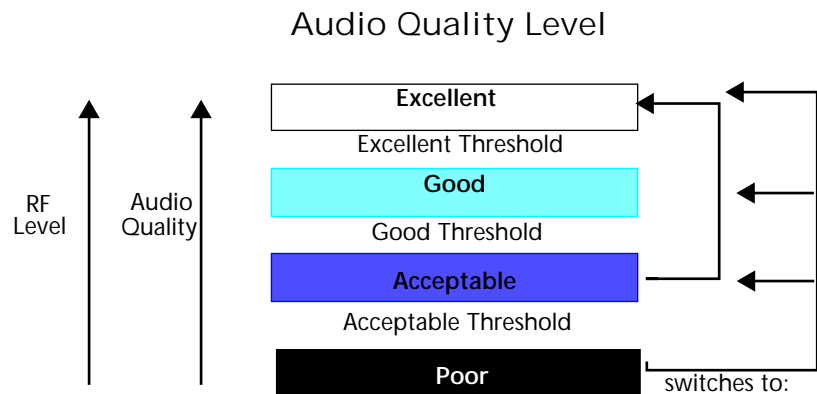 Audio Quality Level
Excellent
Excellent Threshold
Good
RF
Level
Audio
Quality
Good Threshold
Acceptable
Acceptable Threshold
Poor
switches to: